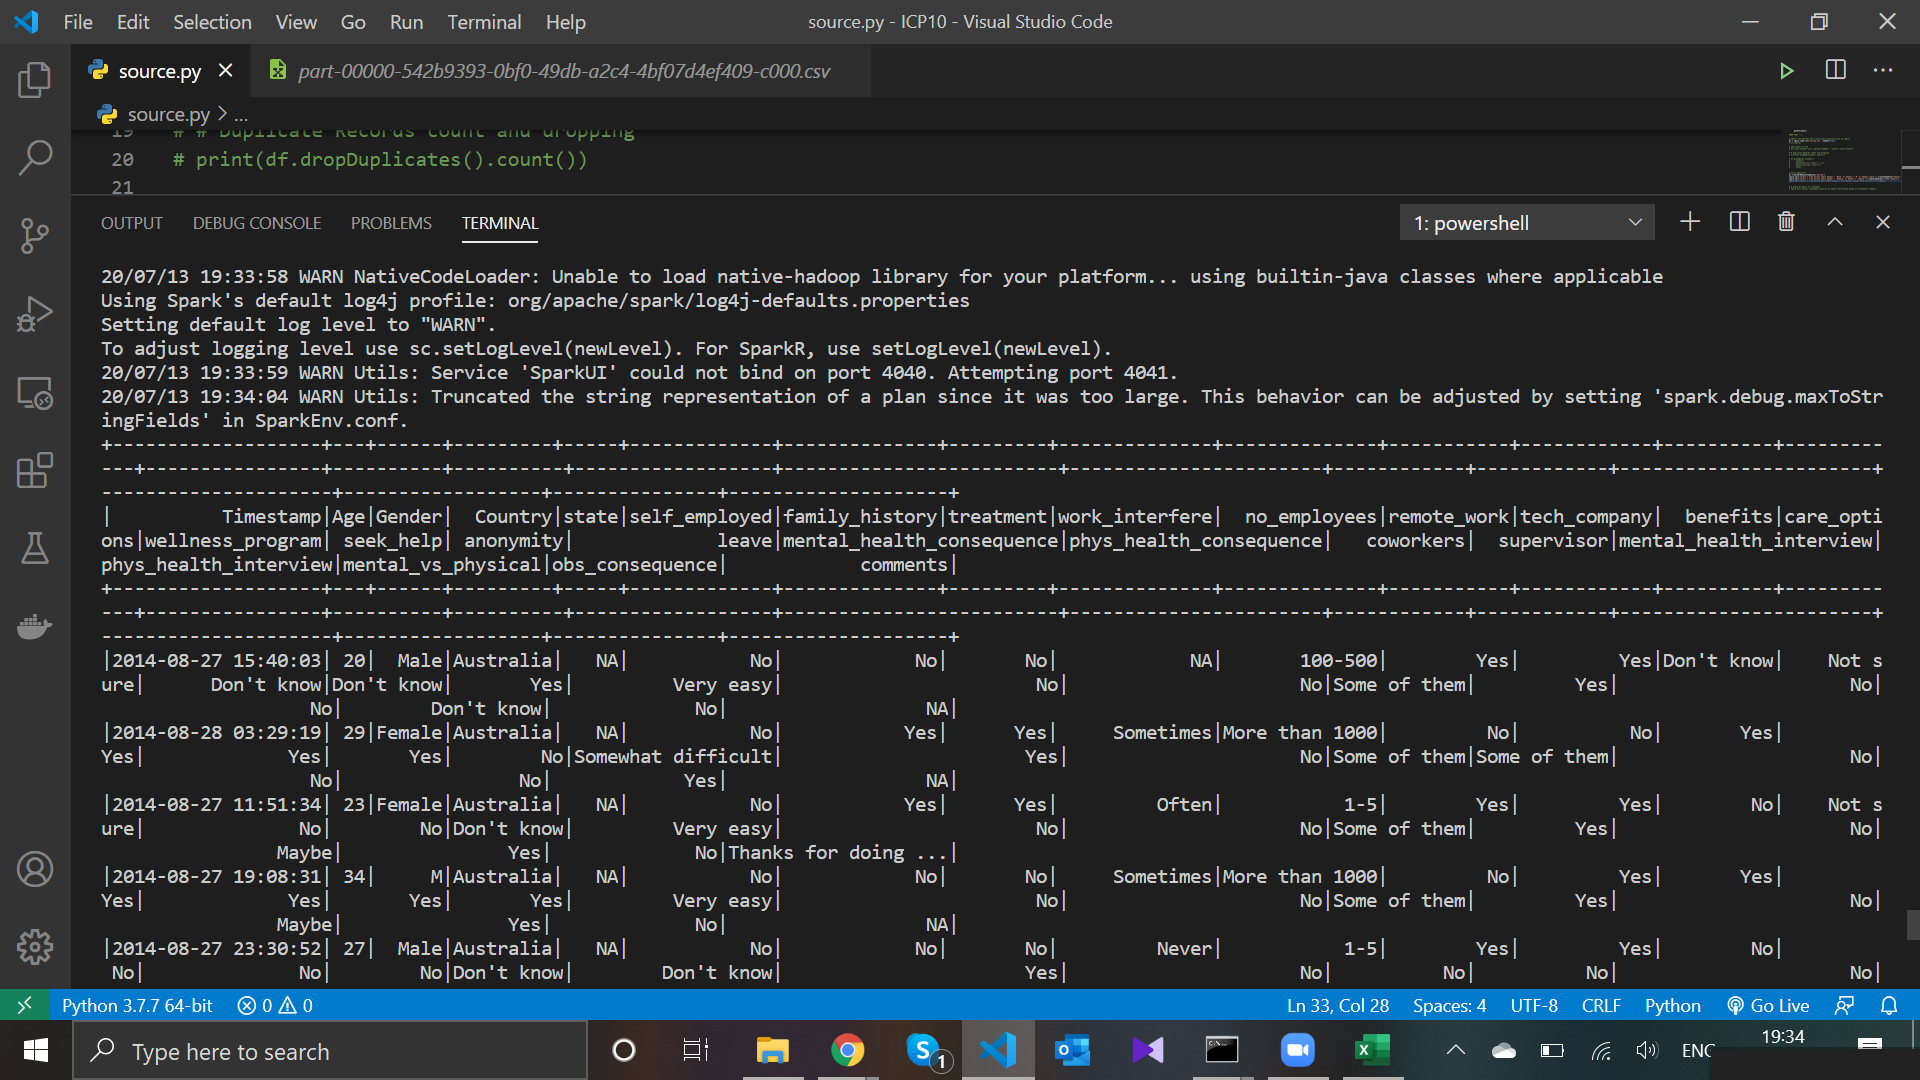 File Edit Selection View Go Run Terminal Help source.py - ICP10 - Visual Studio Code
source.py part-00000-542b9393-0bf0-49db-a2c4-4bf07d4ef409-c000.csv
source.py > ...
19 # # Duplicate Records count and dropping
20 # print(df.dropDuplicates().count())
21
OUTPUT DEBUG CONSOLE PROBLEMS TERMINAL 1: powershell
20/07/13 19:33:58 WARN NativeCodeLoader: Unable to load native-hadoop library for your platform... using builtin-java classes where applicable
Using Spark's default log4j profile: org/apache/spark/log4j-defaults.properties
Setting default log level to "WARN".
To adjust logging level use sc.setLogLevel(newLevel). For SparkR, use setLogLevel(newLevel).
20/07/13 19:33:59 WARN Utils: Service 'SparkUI' could not bind on port 4040. Attempting port 4041.
20/07/13 19:34:04 WARN Utils: Truncated the string representation of a plan since it was too large. This behavior can be adjusted by setting 'spark.debug.maxToStr
ingFields' in SparkEnv.conf.
+-------------------+---+------+---------+-----+-------------+--------------+---------+--------------+--------------+-----------+------------+----------+---------
---+----------------+---+------+----------+------------------+-------------------------+-----------------------+------------+------------+-----------------------+
---------------------+------------------+---------------+--------------------+
| Timestamp|Age|Gender| Country|state|self_employed|family_history|treatment|work_interfere| no_employees|remote_work|tech_company| benefits|care_opti
ons|wellness_program| seek_help| anonymity| leave|mental_health_consequence|phys_health_consequence| coworkers| supervisor|mental_health_interview|
phys_health_interview|mental_vs_physical|obs_consequence| comments|
+-------------------+---+------+---------+-----+-------------+--------------+---------+--------------+--------------+-----------+------------+----------+---------
---+----------------+----------+----------+------------------+-------------------------+-----------------------+------------+------------+-----------------------+
---------------------+------------------+---------------+--------------------+
|2014-08-27 15:40:03| 20| Male|Australia| NA| No| No| No| NA| 100-500| Yes| Yes|Don't know| Not s
ure| Don't know|Don't know| Yes| Very easy| No| No|Some of them| Yes| No|
No| Don't know| No| NA|
|2014-08-28 03:29:19| 29|Female|Australia| NA| No| Yes| Yes| Sometimes|More than 1000| No| No| Yes|
Yes| Yes| Yes| No|Somewhat difficult| Yes| No|Some of them|Some of them| No|
No| No| Yes| NA|
|2014-08-27 11:51:34| 23|Female|Australia| NA| No| Yes| Yes| Often| 1-5| Yes| Yes| No| Not s
ure| No| No|Don't know| Very easy| No| No|Some of them| Yes| No|
Maybe| Yes| No|Thanks for doing ...|
|2014-08-27 19:08:31| 34| M|Australia| NA| No| No| No| Sometimes|More than 1000| No| Yes| Yes|
Yes| Yes| Yes| Yes| Very easy| No| No|Some of them| Yes| No|
Maybe| Yes| No| NA|
|2014-08-27 23:30:52| 27| Male|Australia| NA| No| No| No| Never| 1-5| Yes| Yes| No|
No| No| No|Don't know| Don't know| Yes| No| No| No| No|
Python 3.7.7 64-bit 0 0 Ln 33, Col 28 Spaces: 4 UTF-8 CRLF Python Go Live
Type here to search 1 ENG 19:34